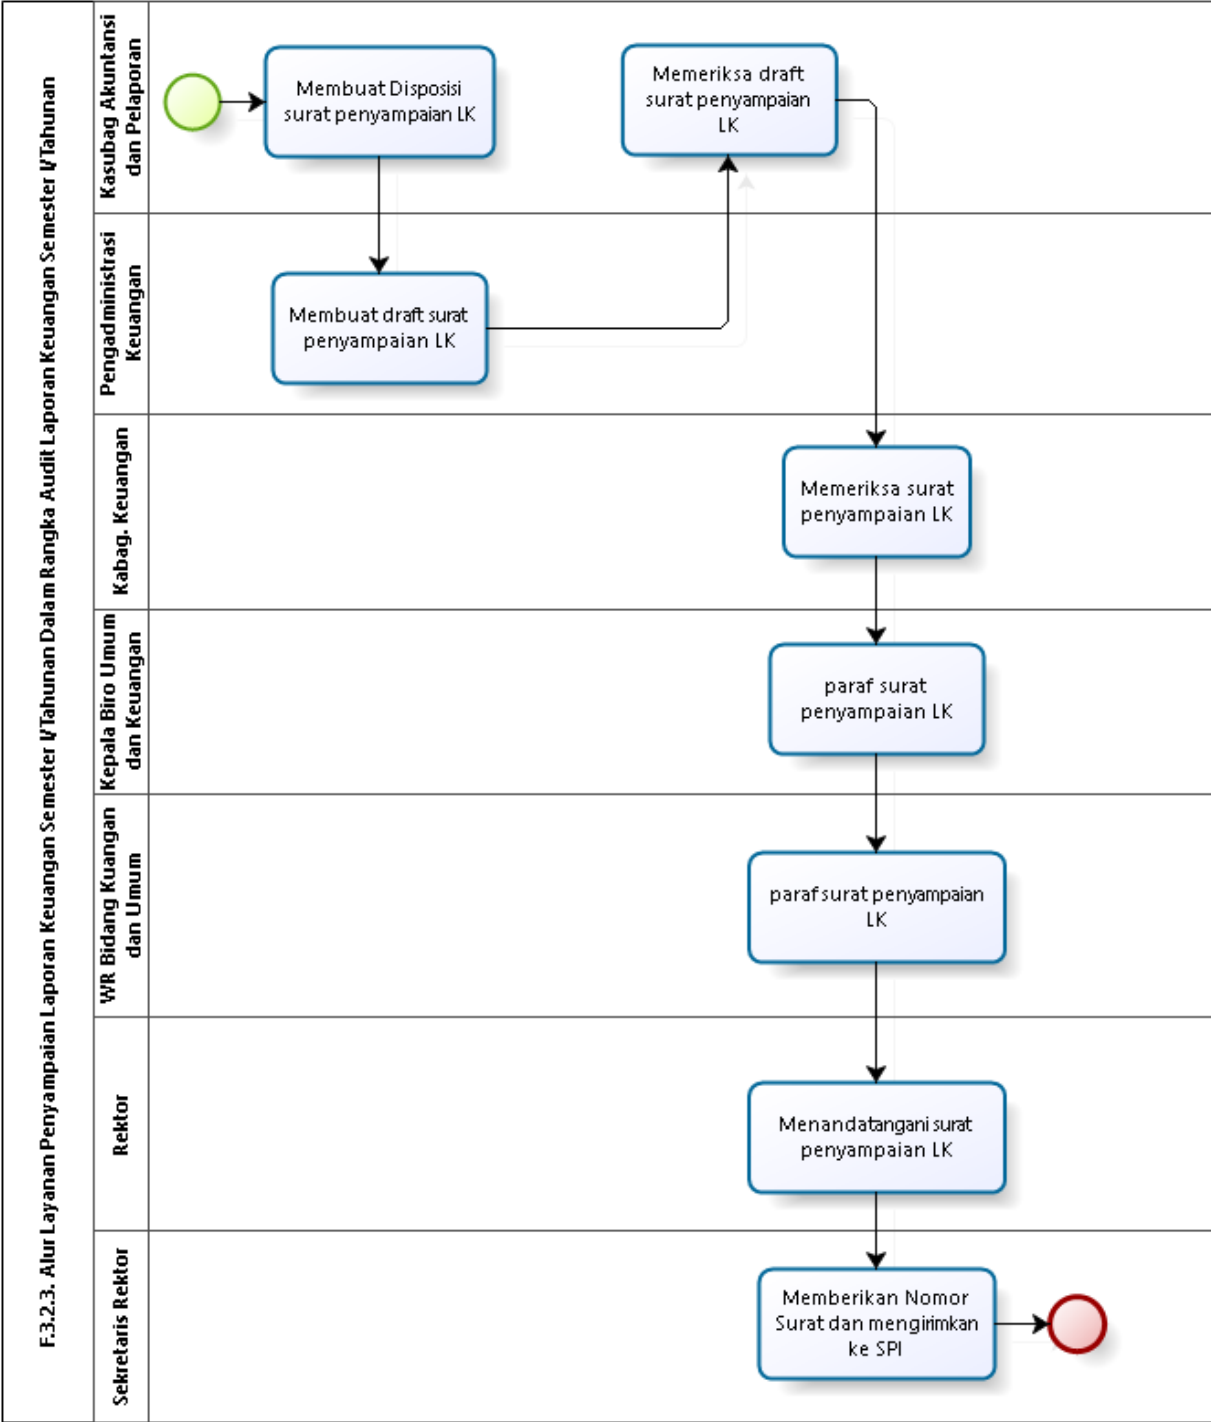 F.3.2.3. Alur Layanan Penyampaian Laporan Keuangan Semester I/Tahunan Dalam Rangka Audit Laporan Keuangan Semester I/Tahunan
Kasubag Akuntansi
dan Pelaporan
Membuat Disposisi
surat penyampaian LK
Memeriksa draft
surat penyampaian
LK
Pengadministrasi
Keuangan
Membuat draft surat
penyampaian LK
Kabag. Keuangan
Memeriksa surat
penyampaian LK
Kepala Biro Umum
dan Keuangan
paraf surat
penyampaian LK
WR Bidang Kuangan
dan Umum
paraf surat penyampaian
LK
Rektor
Menandatangani surat
penyampaian LK
Sekretaris Rektor
Memberikan Nomor
Surat dan mengirimkan
ke SPI